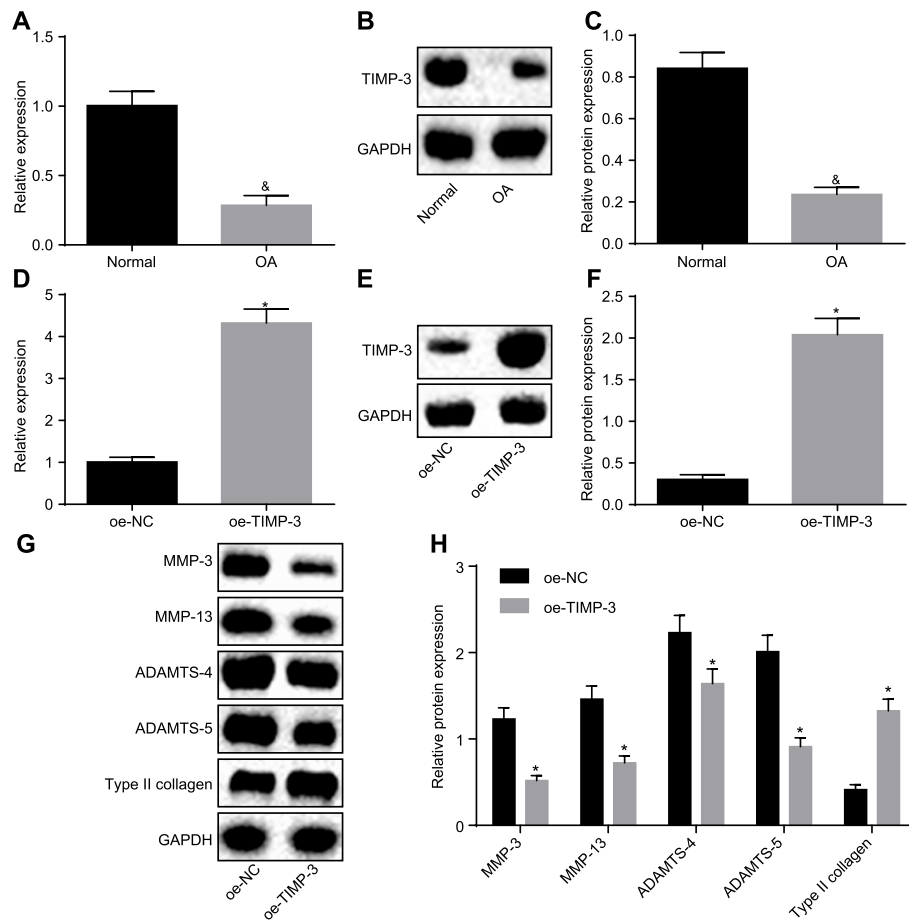 A
Relative expression
1.5
1.0
0.5
0.0
&
Normal
OA
B
TIMP-3
GAPDH
Normal
OA
C
Relative protein expression
1.0
0.8
0.6
0.4
0.2
0.0
&
Normal
OA
D
Relative expression
5
4
3
2
1
0
*
oe-NC
oe-TIMP-3
E
TIMP-3
GAPDH
oe-NC
oe-TIMP-3
F
Relative protein expression
2.5
2.0
1.5
1.0
0.5
0.0
*
oe-NC
oe-TIMP-3
G
MMP-3
MMP-13
ADAMTS-4
ADAMTS-5
Type II collagen
GAPDH
oe-NC
oe-TIMP-3
H
Relative protein expression
3
2
1
0
oe-NC
oe-TIMP-3
*
*
*
*
*
MMP-3
MMP-13
ADAMTS-4
ADAMTS-5
Type II collagen